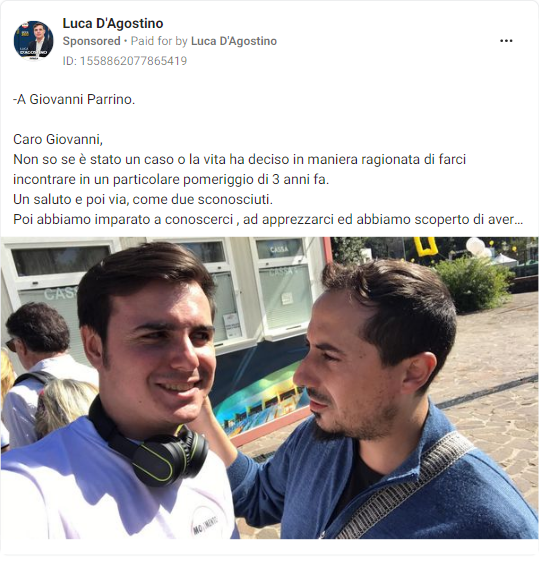 Luca D'Agostino
Sponsored • Paid for by Luca D'Agostino
ID: 1558862077865419
-A Giovanni Parrino.
Caro Giovanni,
Non so se è stato un caso o la vita ha deciso in maniera ragionata di farci
incontrare in un particolare pomeriggio di 3 anni fa.
Un saluto e poi via, come due sconosciuti.
Poi abbiamo imparato a conoscerci , ad apprezzarci ed abbiamo scoperto di aver...
CASSA
CASSA
CASSA